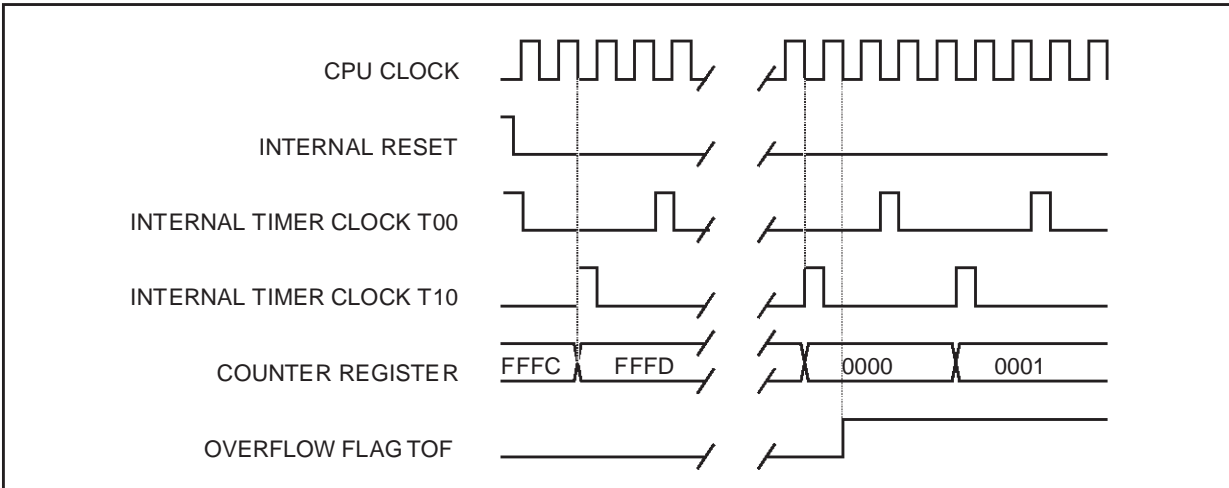 CPU CLOCK
INTERNAL RESET
INTERNAL TIMER CLOCK T00
INTERNAL TIMER CLOCK T10
COUNTER REGISTER FFFC FFFD 0000 0001
OVERFLOW FLAG TOF